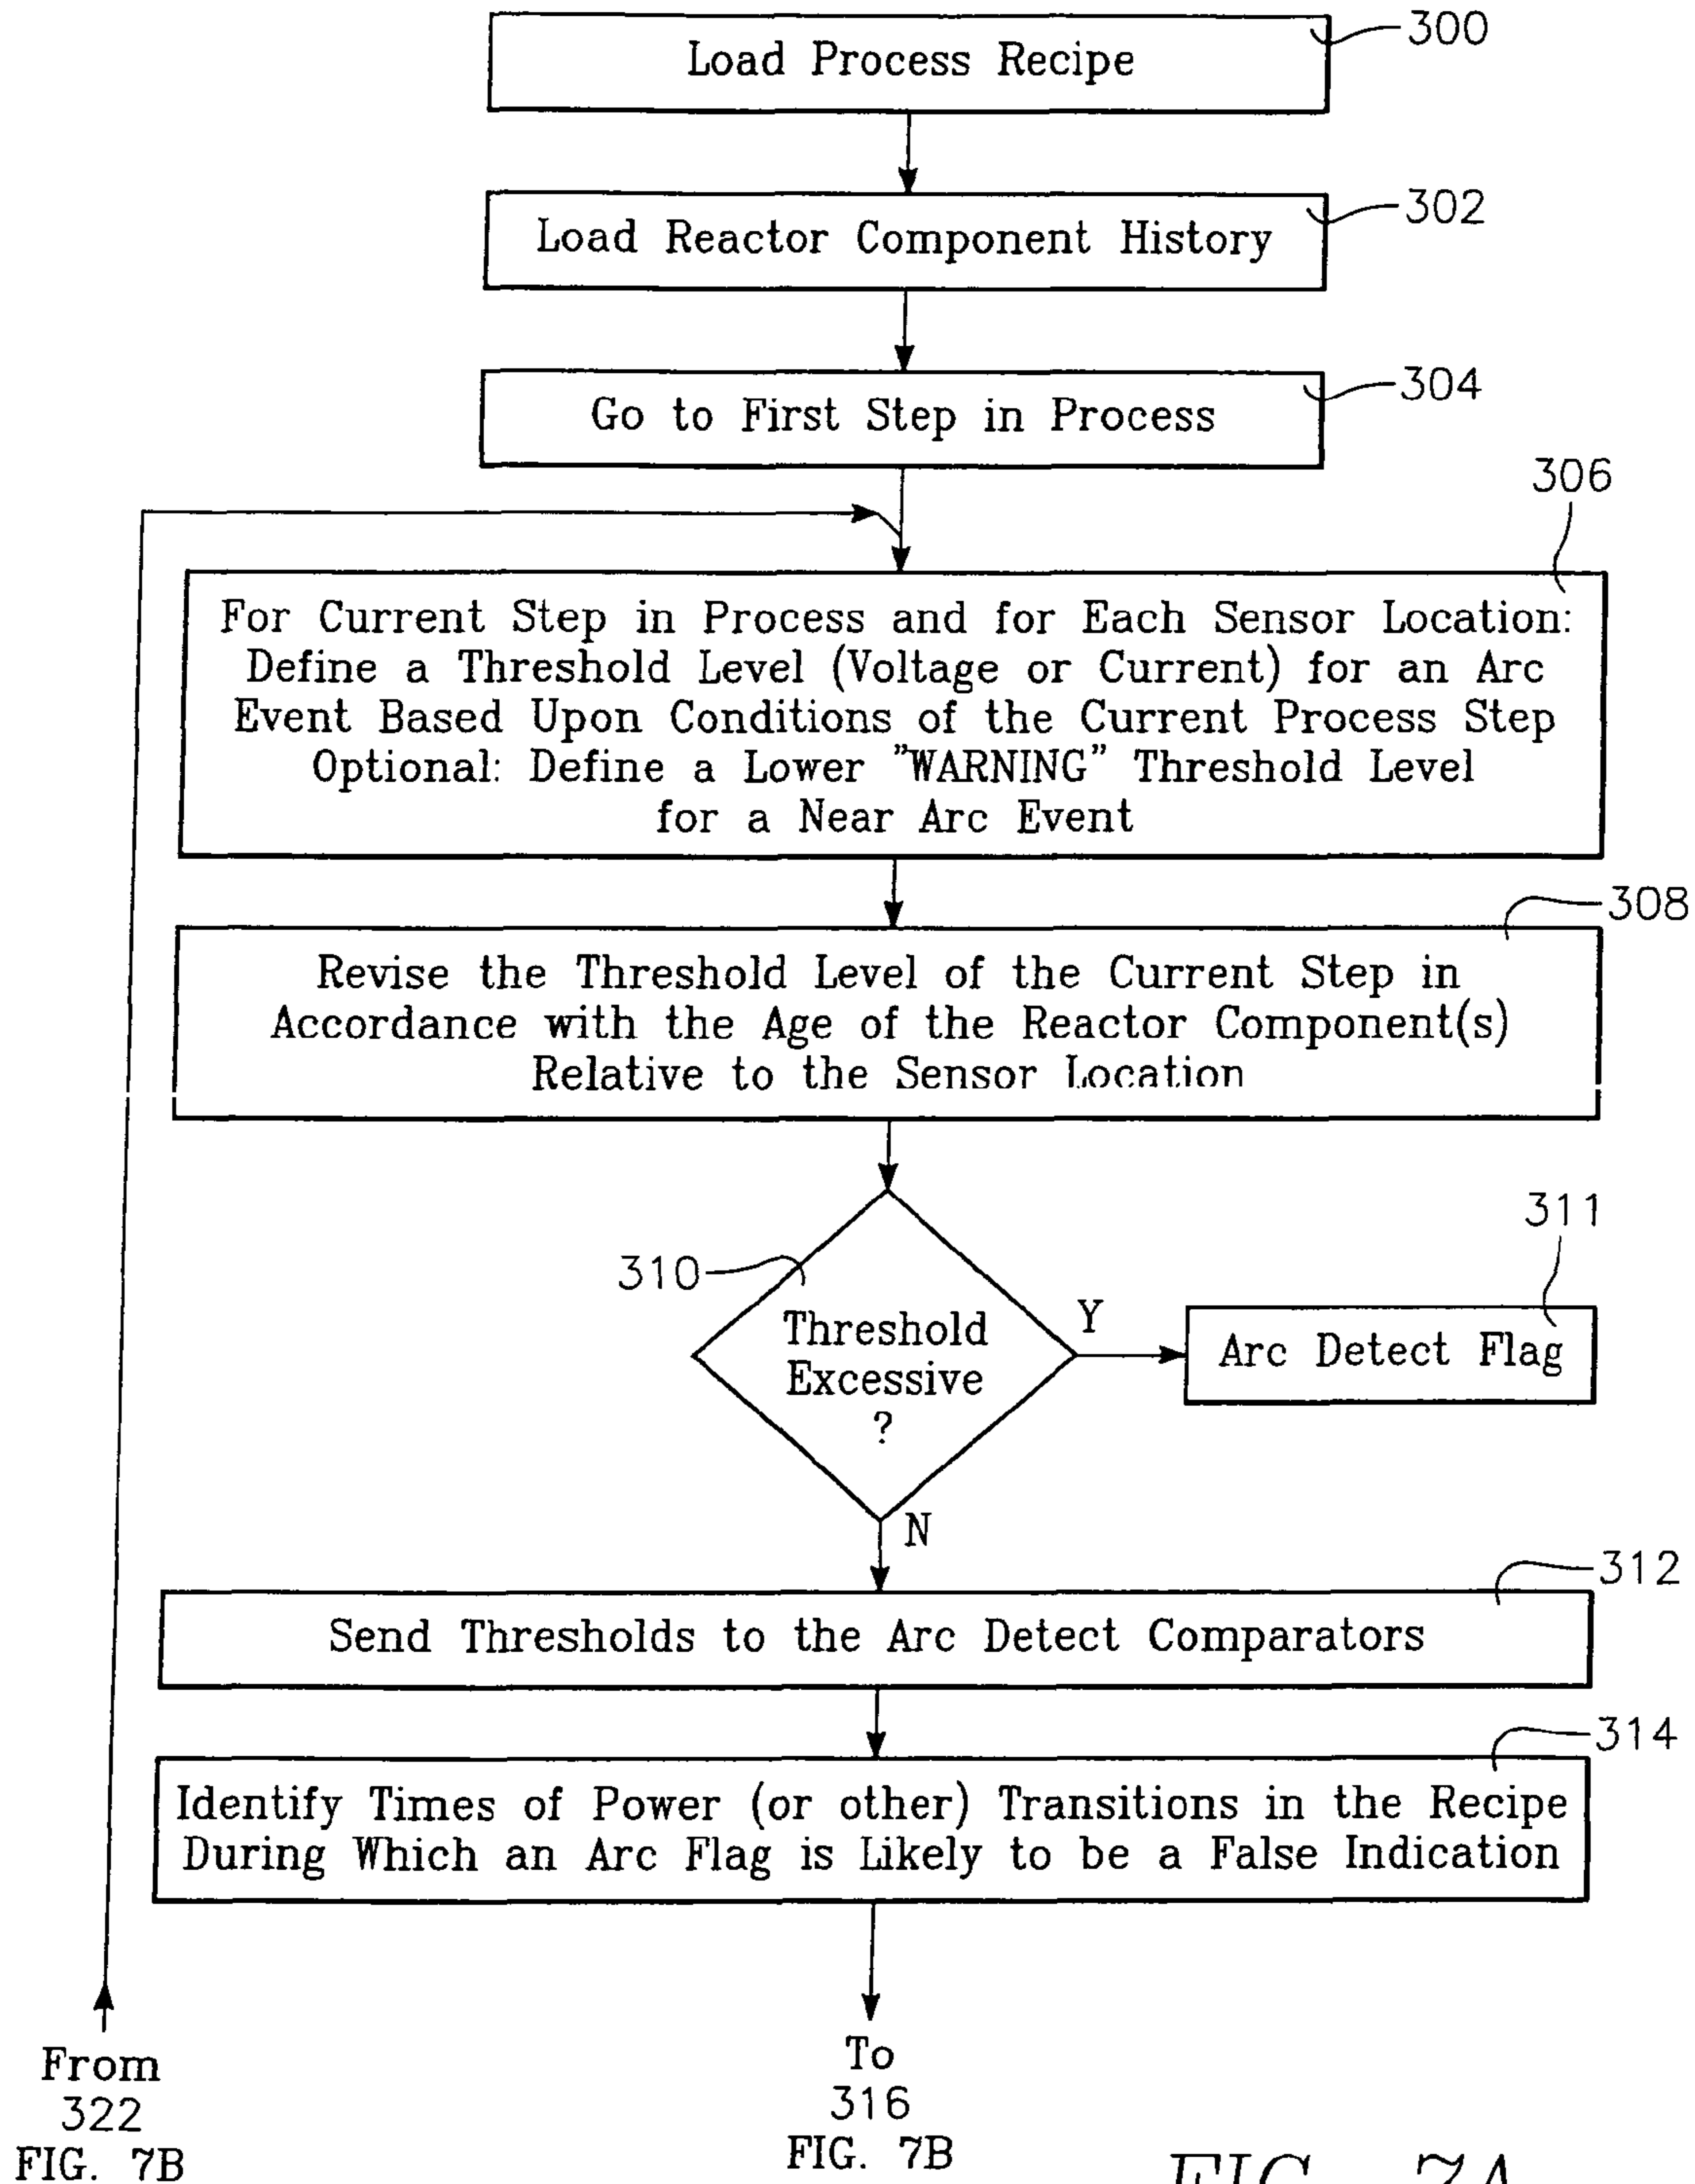 300
Load Process Recipe
302
Load Reactor Component History
304
Go to First Step in Process
306
For Current Step in Process and for Each Sensor Location:
Define a Threshold Level (Voltage or Current) for an Arc
Event Based Upon Conditions of the Current Process Step
Optional: Define a Lower "WARNING" Threshold Level
for a Near Arc Event
308
Revise the Threshold Level of the Current Step in
Accordance with the Age of the Reactor Component(s)
Relative to the Sensor Location
310
Threshold
Excessive
?
Y
311
Arc Detect Flag
N
312
Send Thresholds to the Arc Detect Comparators
314
Identify Times of Power (or other) Transitions in the Recipe
During Which an Arc Flag is Likely to be a False Indication
From
322
FIG. 7B
To
316
FIG. 7B
FIG. 7A